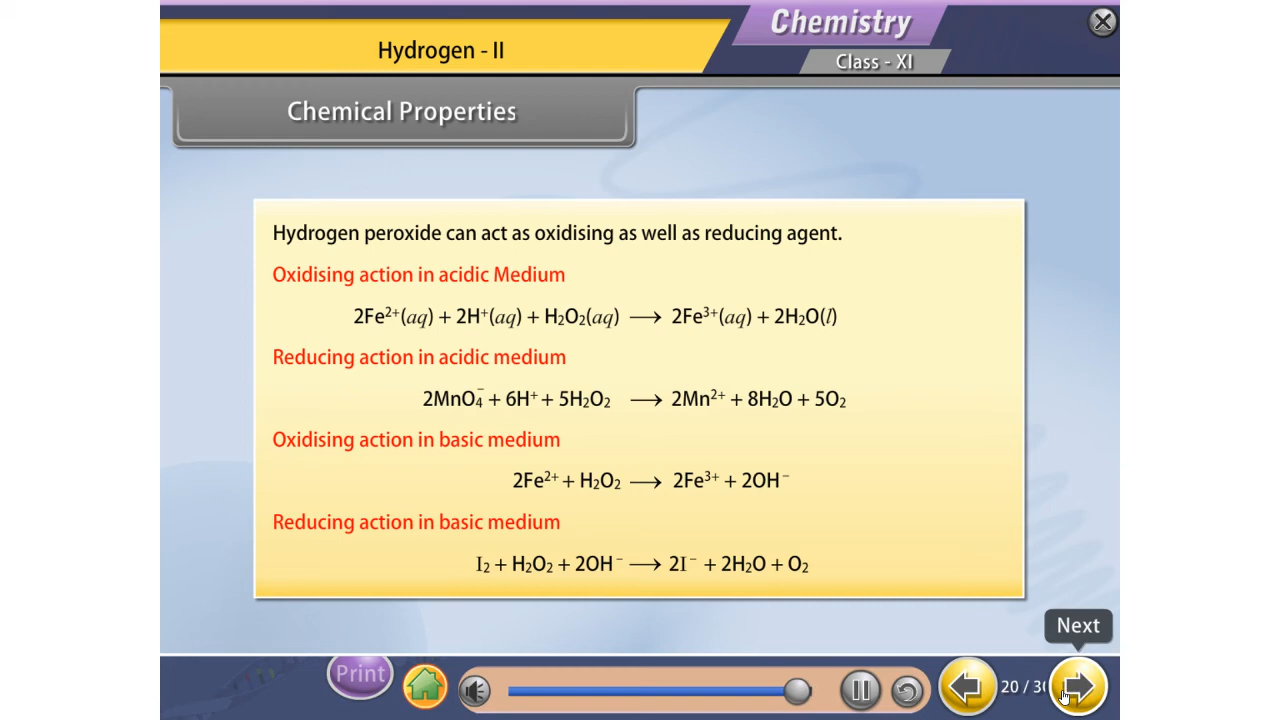 Chemistry
Hydrogen - II
Class - XI
Chemical Properties
Hydrogen peroxide can act as oxidising as well as reducing agent.
Oxidising action in acidic Medium
2Fe²⁺(aq) + 2H⁺(aq) + H₂O₂(aq) ⟶ 2Fe³⁺(aq) + 2H₂O(l)
Reducing action in acidic medium
2MnO₄⁻ + 6H⁺ + 5H₂O₂ ⟶ 2Mn²⁺ + 8H₂O + 5O₂
Oxidising action in basic medium
2Fe²⁺ + H₂O₂ ⟶ 2Fe³⁺ + 2OH⁻
Reducing action in basic medium
I₂ + H₂O₂ + 2OH⁻ ⟶ 2I⁻ + 2H₂O + O₂
Next
Print
20 / 30